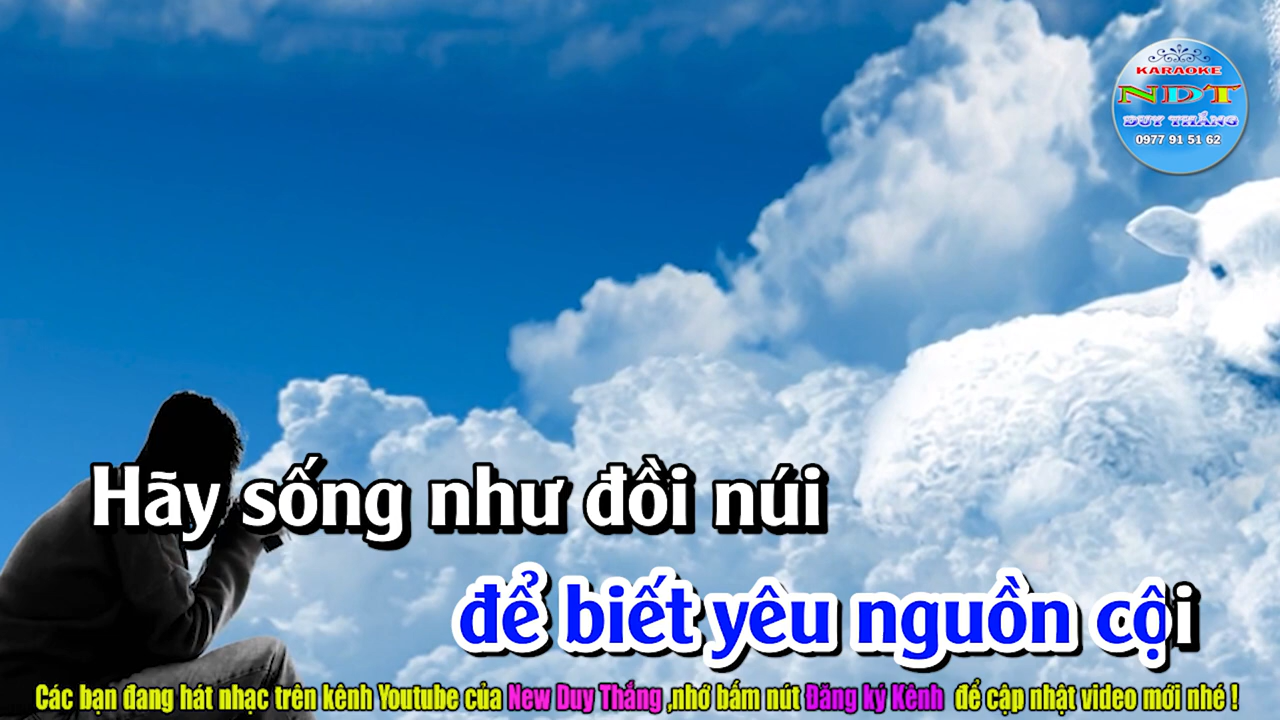 KARAOKE
NDT
DUY THẮNG
0977 91 51 62
Hãy sống như đồi núi
để biết yêu nguồn cội
Các bạn đang hát nhạc trên kênh Youtube của New Duy Thắng ,nhớ bấm nút Đăng ký Kênh để cập nhật video mới nhé !